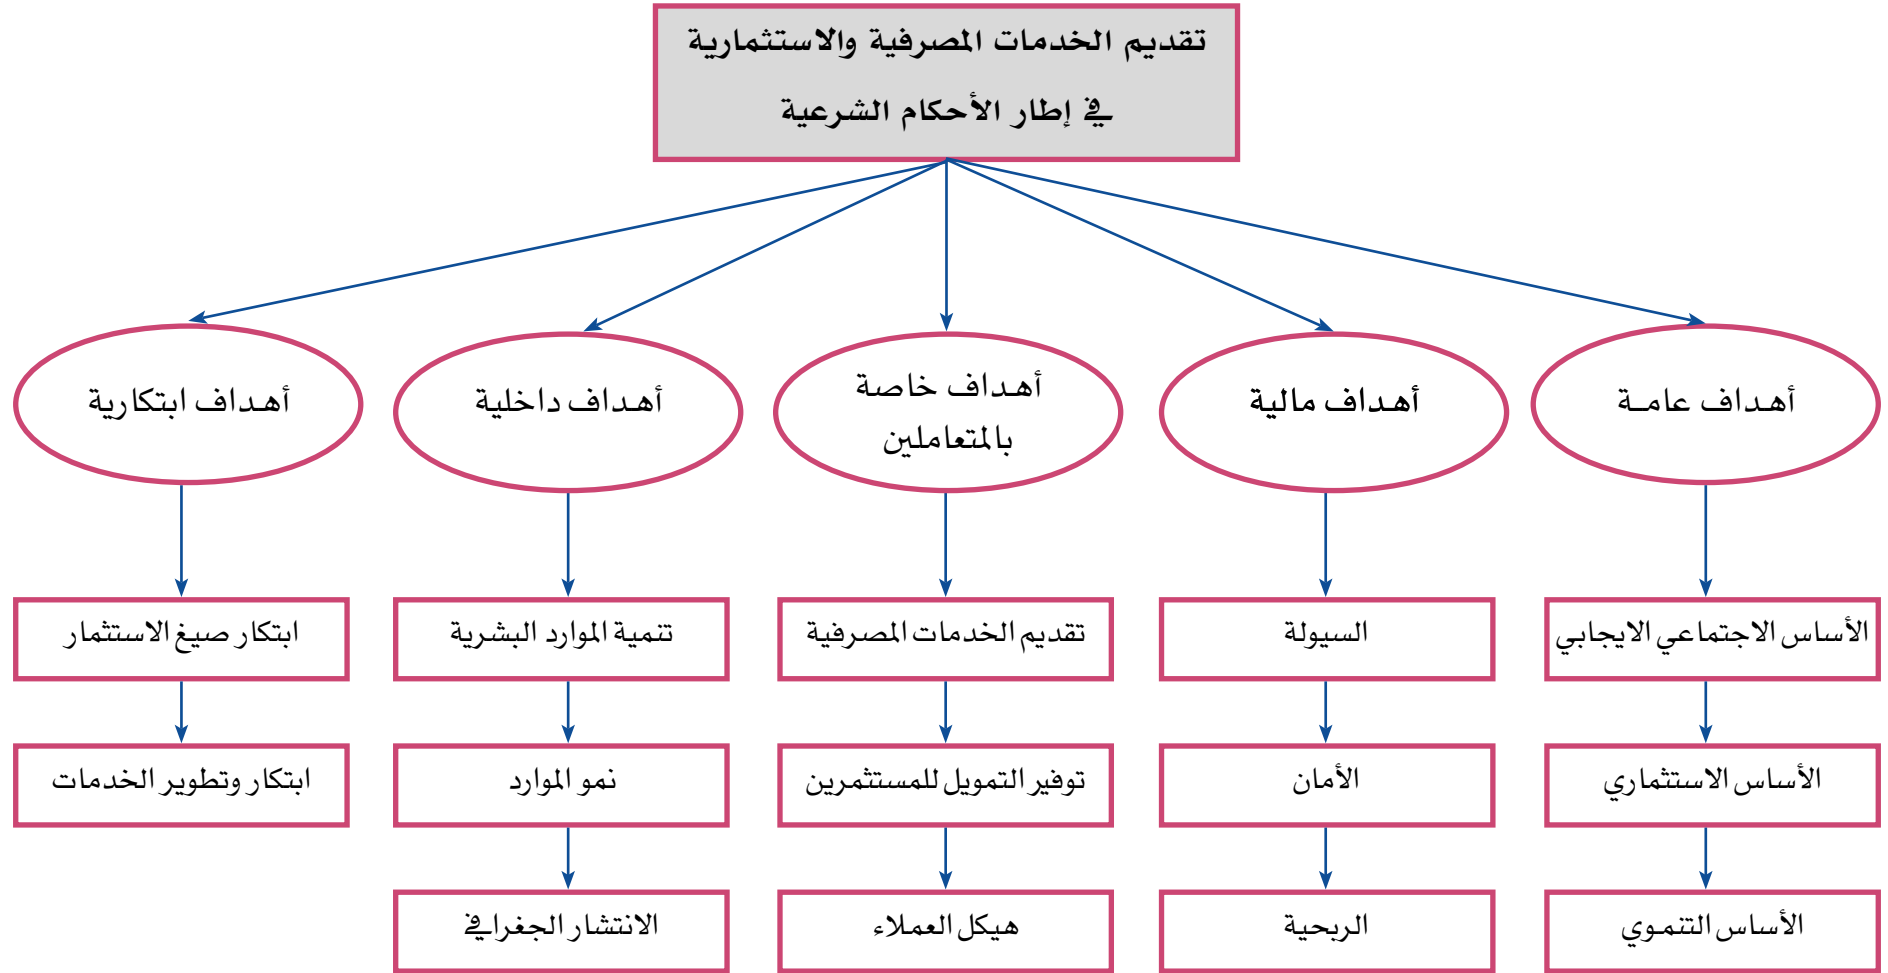 تقديم الخدمات المصرفية والاستثمارية
في إطار الأحكام الشرعية
أهداف عامة
أهداف مالية
أهداف خاصة
بالمتعاملين
أهداف داخلية
أهداف ابتكارية
الأساس الاجتماعي الايجابي
السيولة
تقديم الخدمات المصرفية
تنمية الموارد البشرية
ابتكار صيغ الاستثمار
الأساس الاستثماري
الأمان
توفير التمويل للمستثمرين
نمو الموارد
ابتكار وتطوير الخدمات
الأساس التنموي
الربحية
هيكل العملاء
الانتشار الجغرافي